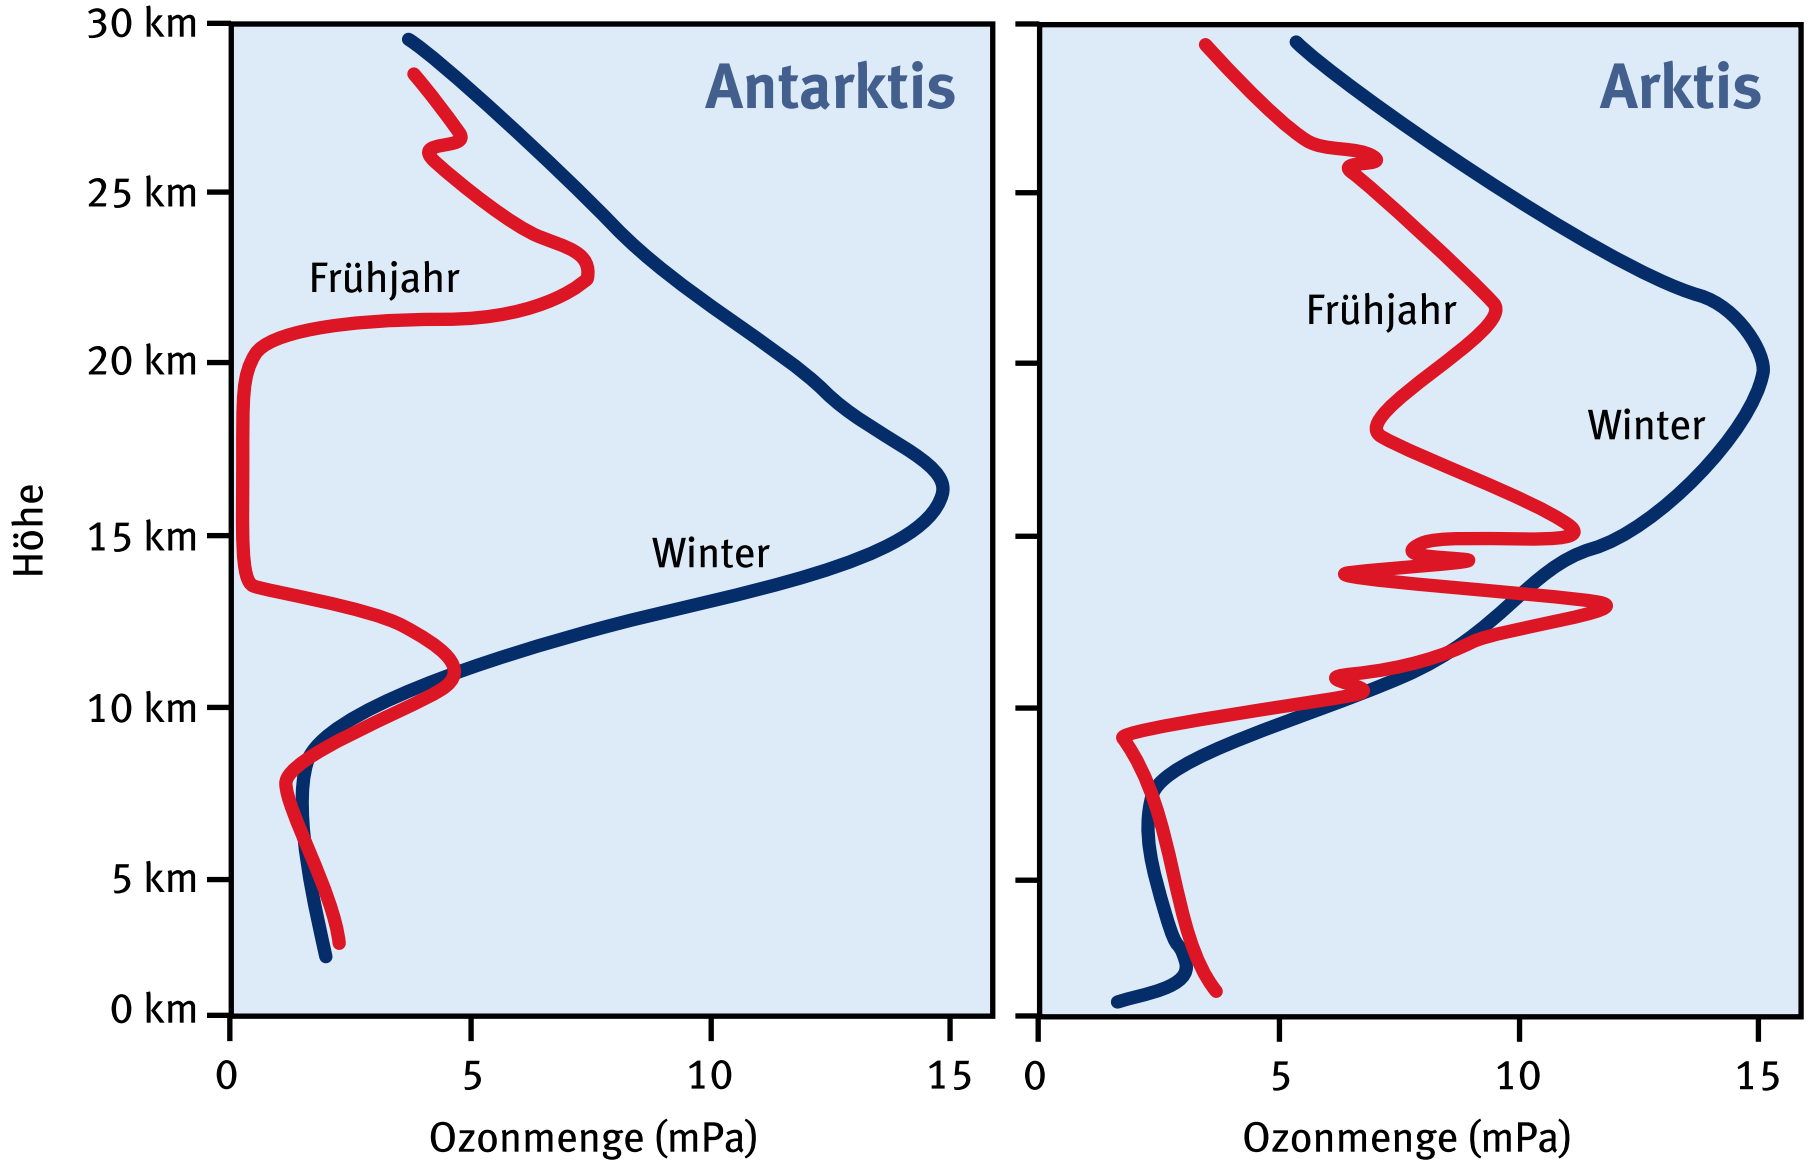 30 km
25 km
20 km
15 km
10 km
5 km
0 km
Höhe
Antarktis
Frühjahr
Winter
0 5 10 15
Ozonmenge (mPa)
Arktis
Frühjahr
Winter
0 5 10 15
Ozonmenge (mPa)